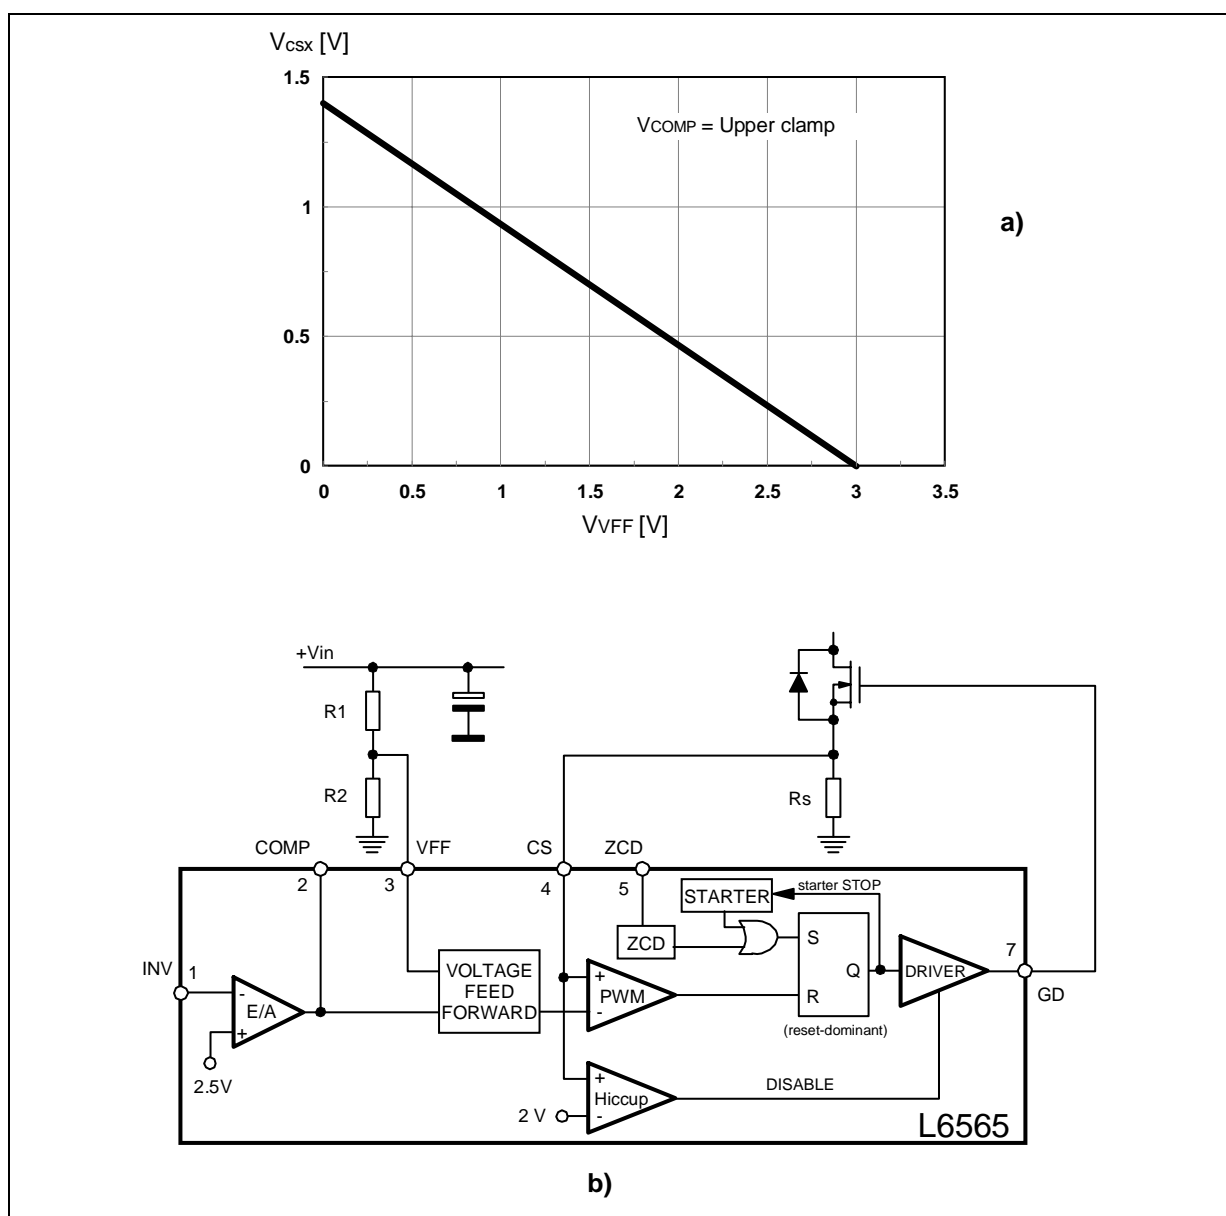 Vcsx [V]
1.5
VCOMP = Upper clamp
1
a)
0.5
0
0 0.5 1 1.5 2 2.5 3 3.5
VVFF [V]
+Vin
R1
R2
Rs
COMP VFF CS ZCD
2 3 4 5
STARTER
starter STOP
INV 1
ZCD
S
Q
R
DRIVER
7
GD
VOLTAGE
FEED
FORWARD
+
PWM
-
-
E/A
+
2.5V
(reset-dominant)
+
Hiccup
-
2 V
DISABLE
L6565
b)